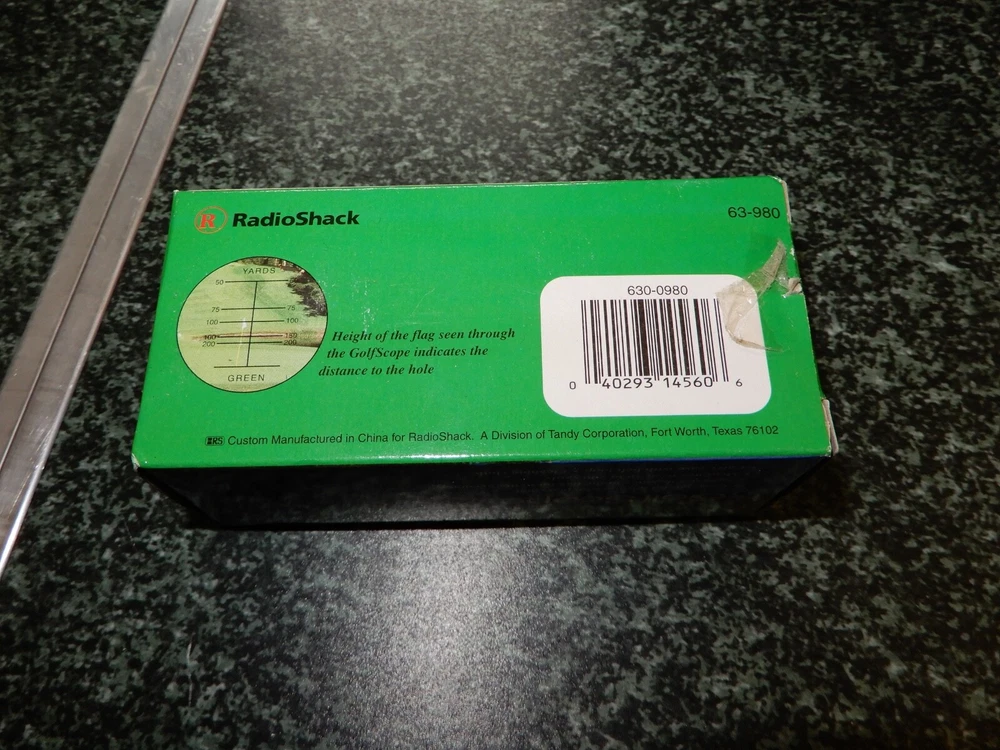 R RadioShack
63-980
YARDS
50
75 75
100 100
150
200 200
GREEN
Height of the flag seen through
the GolfScope indicates the
distance to the hole
630-0980
0 40293 14560 6
ERS Custom Manufactured in China for RadioShack. A Division of Tandy Corporation, Fort Worth, Texas 76102